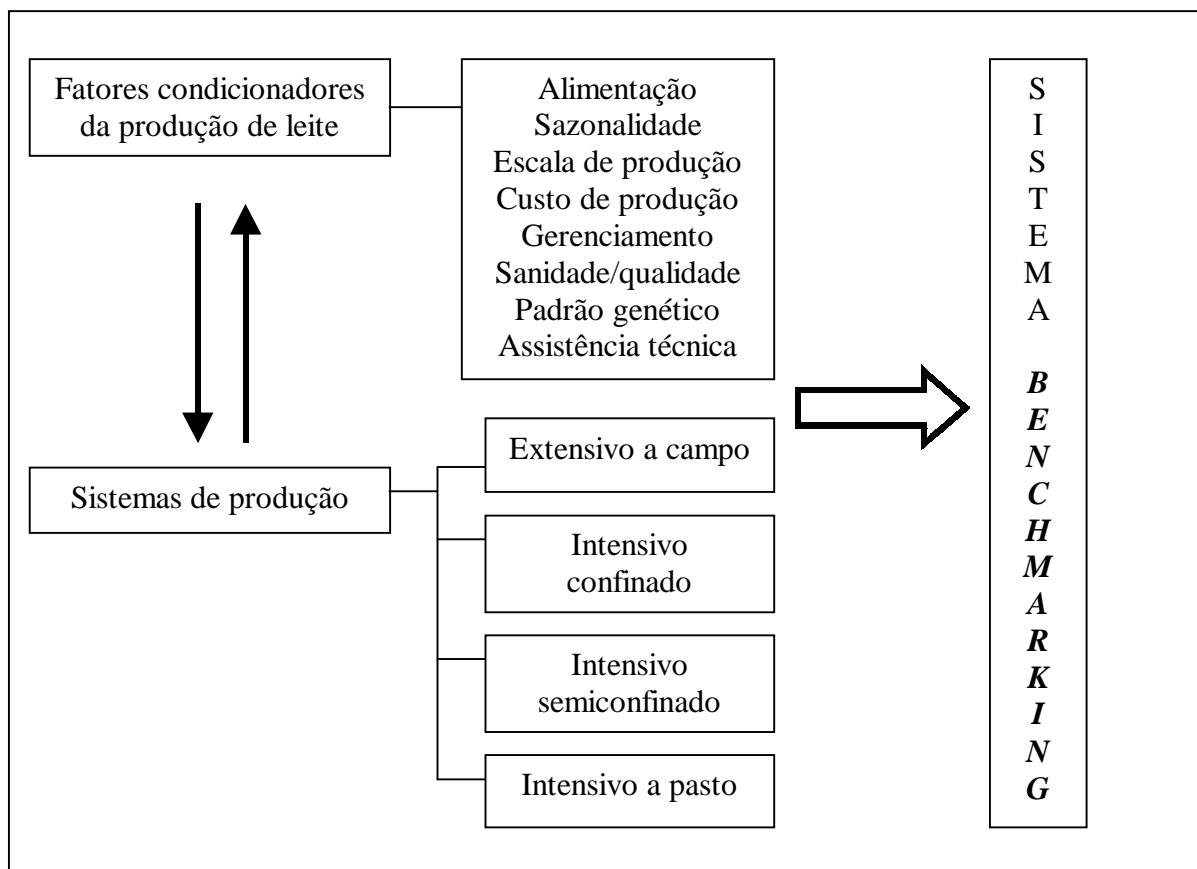 Fatores condicionadores
da produção de leite
Alimentação
Sazonalidade
Escala de produção
Custo de produção
Gerenciamento
Sanidade/qualidade
Padrão genético
Assistência técnica
Sistemas de produção
Extensivo a campo
Intensivo
confinado
Intensivo
semiconfinado
Intensivo a pasto
S
I
S
T
E
M
A
B
E
N
C
H
M
A
R
K
I
N
G